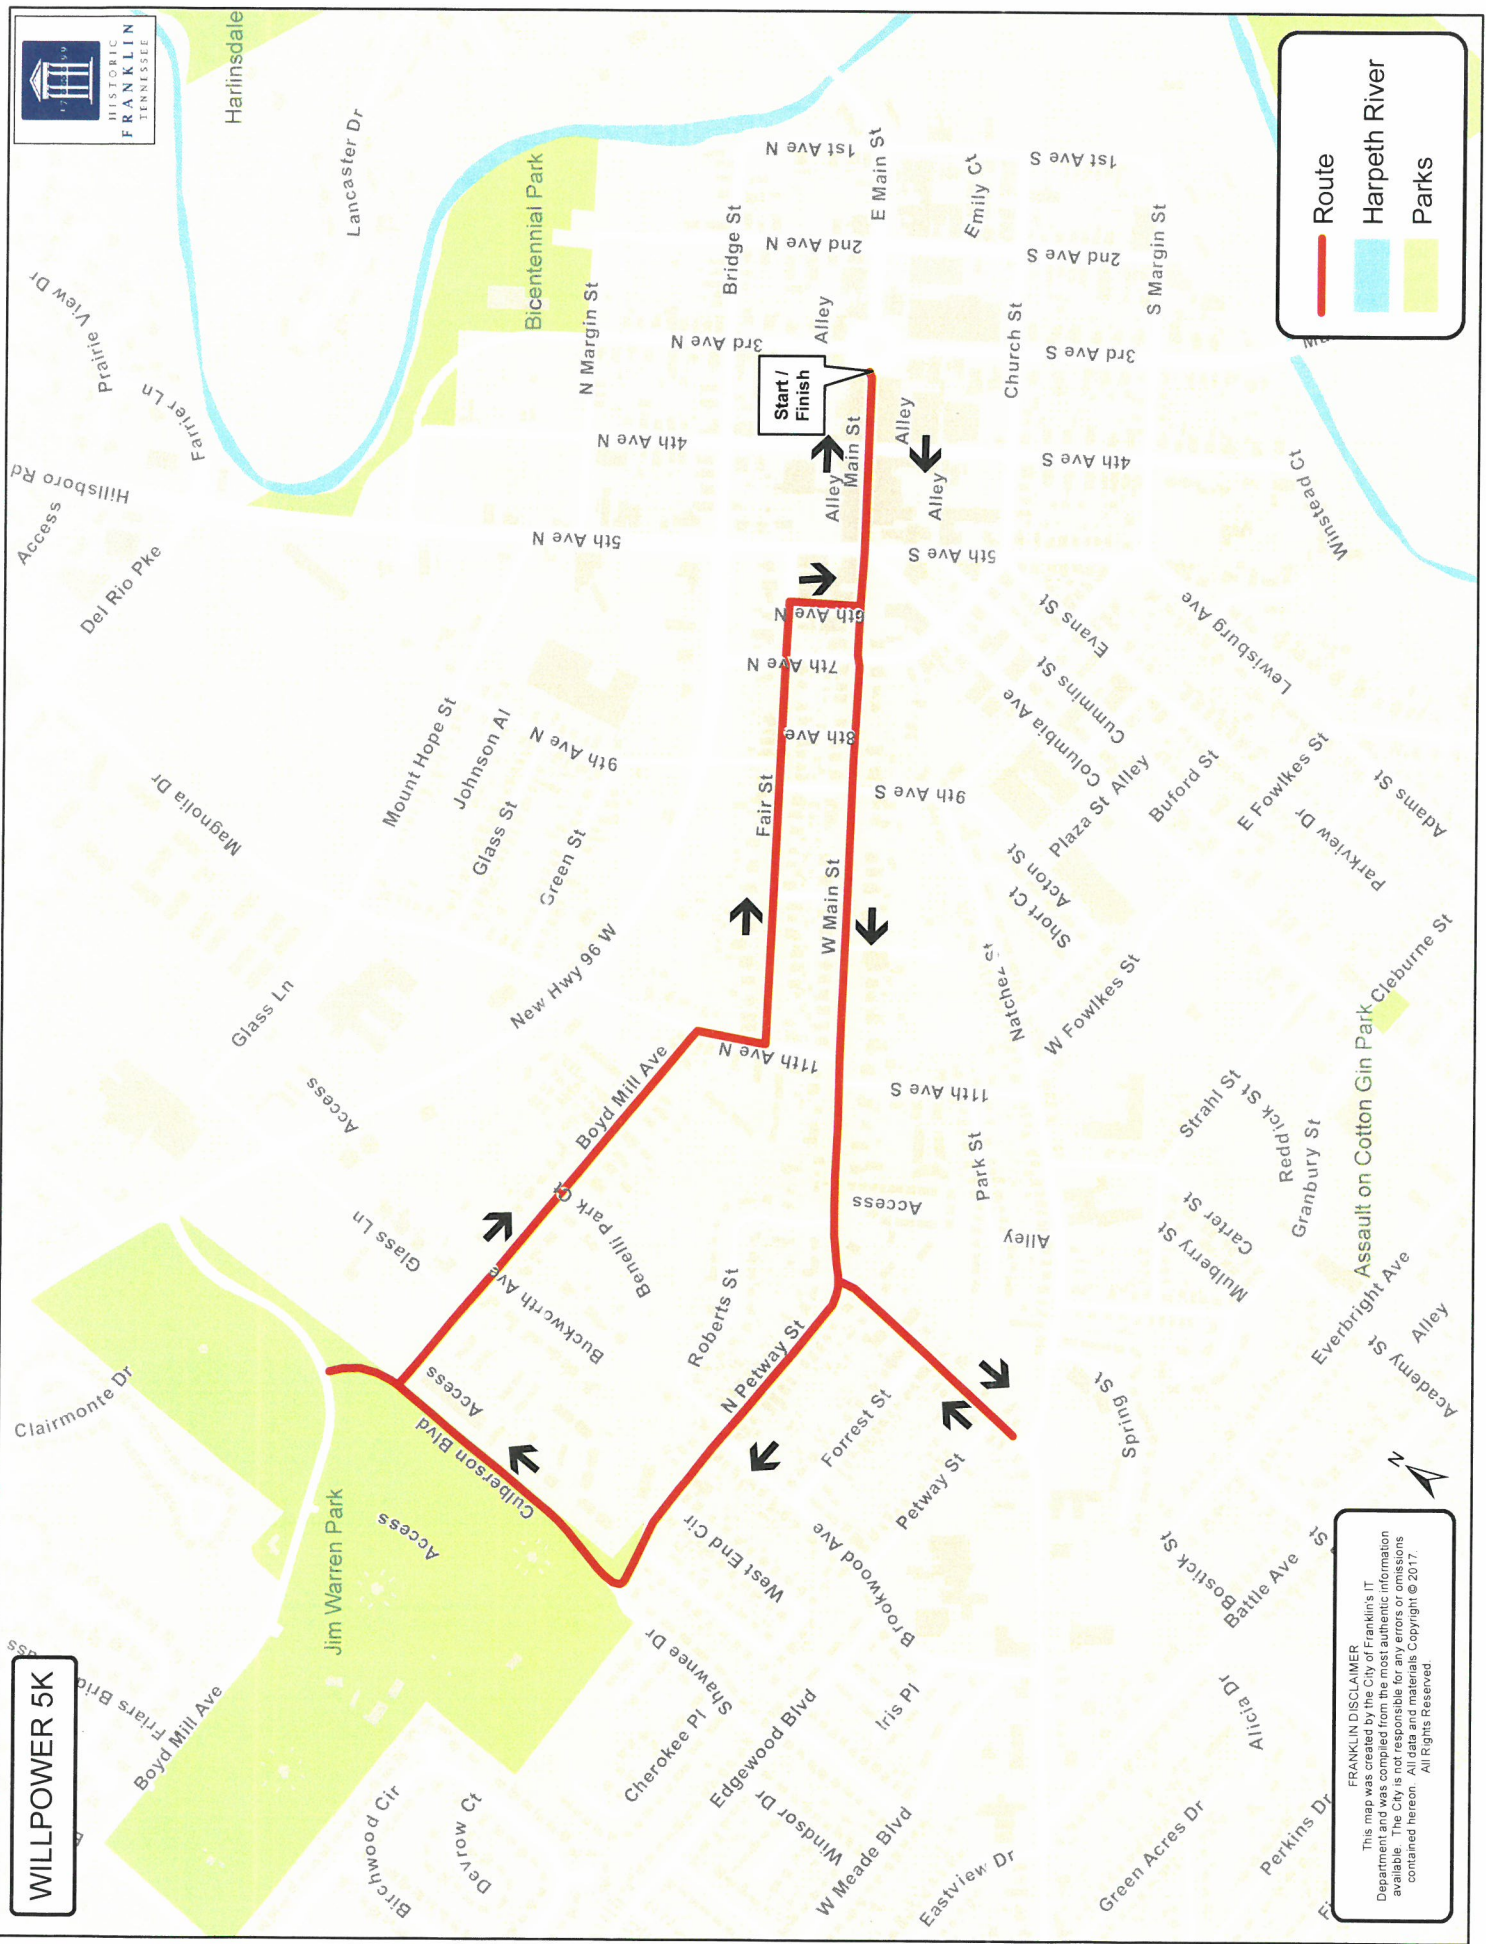 WILLPOWER 5K
17 99
HISTORIC
FRANKLIN
TENNESSEE
Harlinsdale
Lancaster Dr
Prairie View Dr
Farrier Ln
Hillsboro Rd
Access
Del Rio Pke
Magnolia Dr
Mount Hope St
Johnson Al
Glass St
Green St
9th Ave N
New Hwy 96 W
Glass Ln
Access
Glass Ln
Clairmonte Dr
Jim Warren Park
Access
Friars Brid
Boyd Mill Ave
Birchwood Cir
Devrow Ct
Bicentennial Park
N Margin St
Bridge St
1st Ave N
2nd Ave N
3rd Ave N
4th Ave N
5th Ave N
6th Ave N
7th Ave N
8th Ave
Alley
Start /
Finish
Alley
Main St
Alley
Alley
E Main St
Emily Ct
1st Ave S
2nd Ave S
3rd Ave S
4th Ave S
5th Ave S
Church St
S Margin St
Fair St
W Main St
9th Ave S
11th Ave N
11th Ave S
Boyd Mill Ave
Benelli Park Ct
Buckworth Ave
Access
Culberson Blvd
Roberts St
N Petway St
Forrest St
Petway St
West End Cir
Brookwood Ave
Shawnee Dr
Cherokee Pl
Edgewood Blvd
Iris Pl
Windsor Dr
W Meade Blvd
Eastview Dr
Green Acres Dr
Perkins Dr
Alicia Dr
Battle Ave
Bostick St
St
Spring St
Access
Park St
Alley
Natchez St
W Fowlkes St
Short Ct
Acton St
Plaza St
Alley
Columbia Ave
Cummins St
Evans St
Lewisburg Ave
Winstead Ct
Buford St
E Fowlkes St
Parkview Dr
Adams St
Cleburne St
Assault on Cotton Gin Park
Strahl St
Reddick St
Granbury St
Carter St
Mulberry St
Everbright Ave
Alley
Academy St
Route
Harpeth River
Parks
N
FRANKLIN DISCLAIMER
This map was created by the City of Franklin's IT
Department and was compiled from the most authentic information
available. The City is not responsible for any errors or omissions
contained hereon. All data and materials Copyright © 2017.
All Rights Reserved.